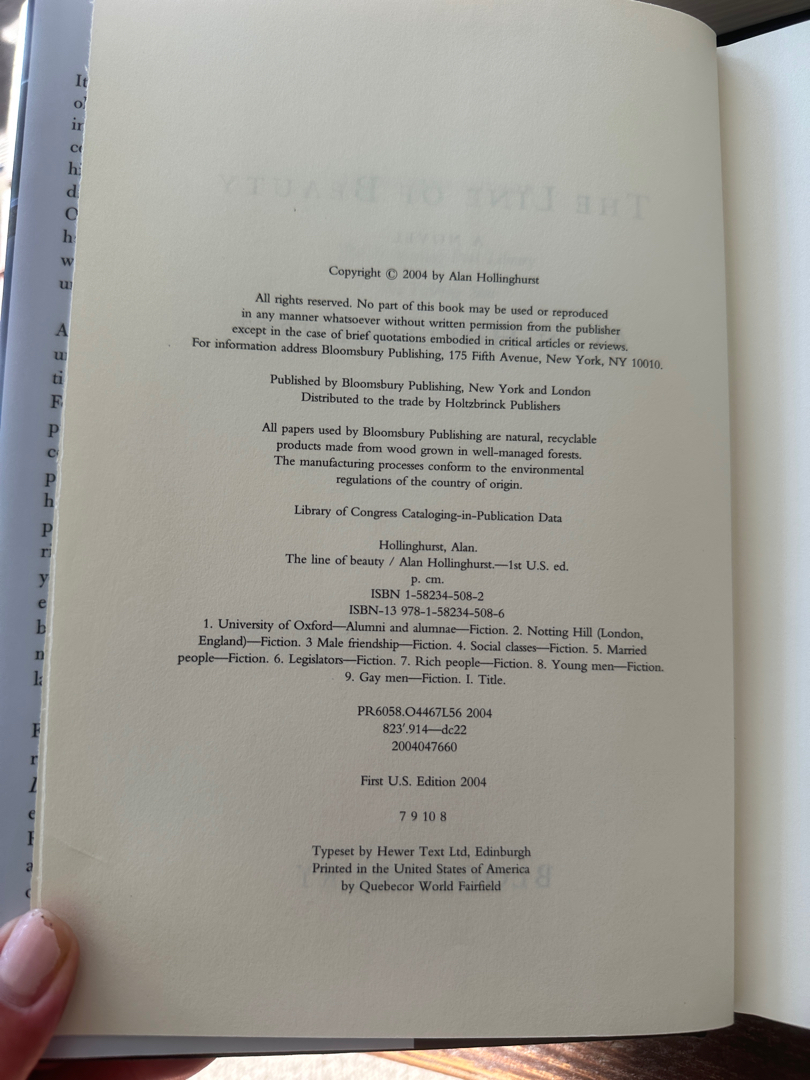 Copyright © 2004 by Alan Hollinghurst
All rights reserved. No part of this book may be used or reproduced
in any manner whatsoever without written permission from the publisher
except in the case of brief quotations embodied in critical articles or reviews.
For information address Bloomsbury Publishing, 175 Fifth Avenue, New York, NY 10010.
Published by Bloomsbury Publishing, New York and London
Distributed to the trade by Holtzbrinck Publishers
All papers used by Bloomsbury Publishing are natural, recyclable
products made from wood grown in well-managed forests.
The manufacturing processes conform to the environmental
regulations of the country of origin.
Library of Congress Cataloging-in-Publication Data
Hollinghurst, Alan.
The line of beauty / Alan Hollinghurst.—1st U.S. ed.
p. cm.
ISBN 1-58234-508-2
ISBN-13 978-1-58234-508-6
1. University of Oxford—Alumni and alumnae—Fiction. 2. Notting Hill (London,
England)—Fiction. 3 Male friendship—Fiction. 4. Social classes—Fiction. 5. Married
people—Fiction. 6. Legislators—Fiction. 7. Rich people—Fiction. 8. Young men—Fiction.
9. Gay men—Fiction. I. Title.
PR6058.O4467L56 2004
823′.914—dc22
2004047660
First U.S. Edition 2004
7 9 10 8
Typeset by Hewer Text Ltd, Edinburgh
Printed in the United States of America
by Quebecor World Fairfield